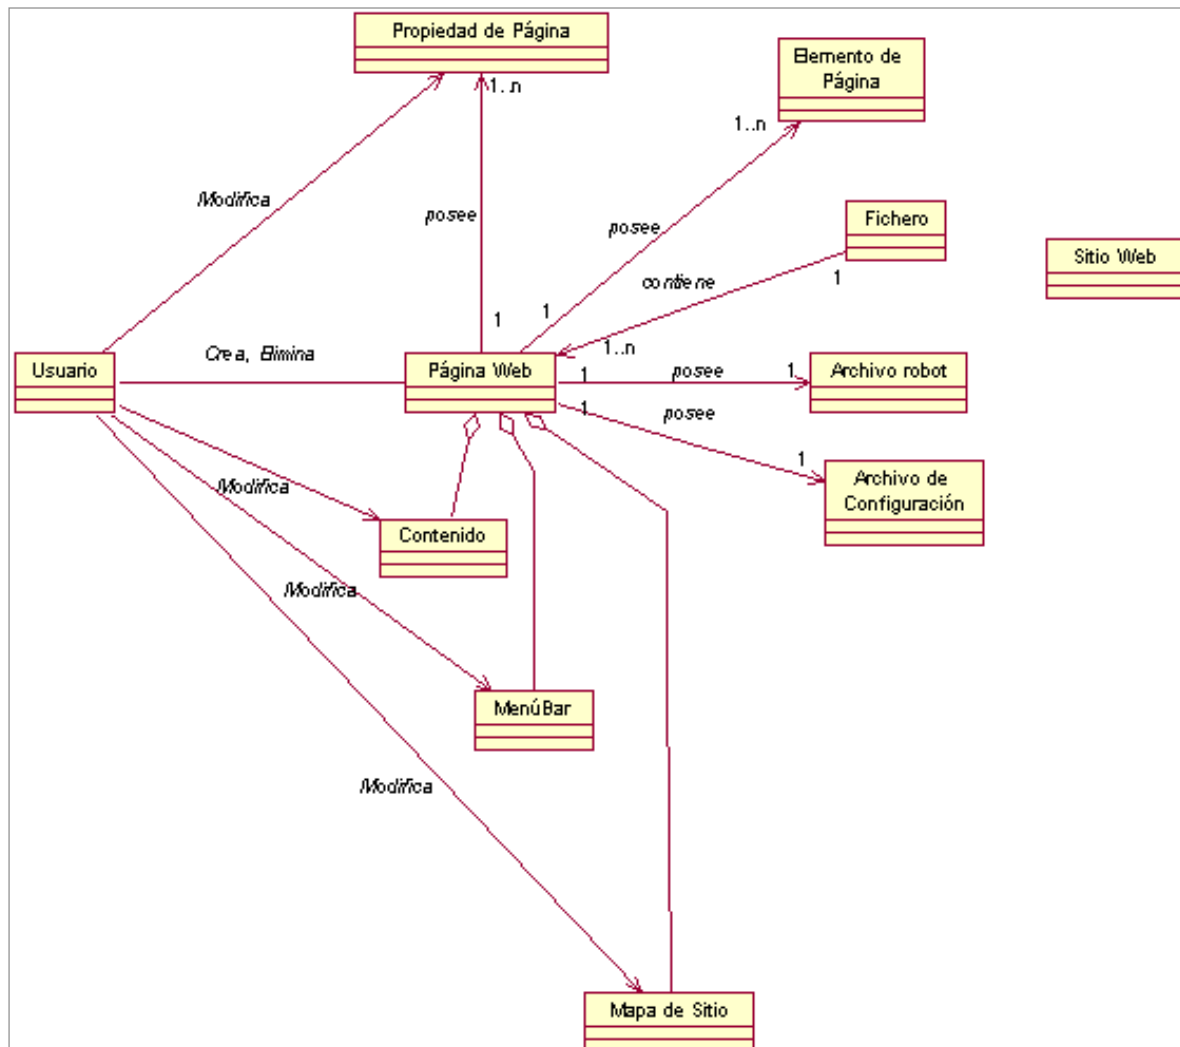 Propiedad de Página
Elemento de
Página
1..n
1..n
Modifica
posee
posee
Fichero
Sitio Web
contiene
1
1
1
1..n
Crea, Elimina
Usuario
Página Web
1
posee
1
Archivo robot
1
posee
1
Archivo de
Configuración
Modifica
Contenido
Modifica
MenúBar
Modifica
Mapa de Sitio